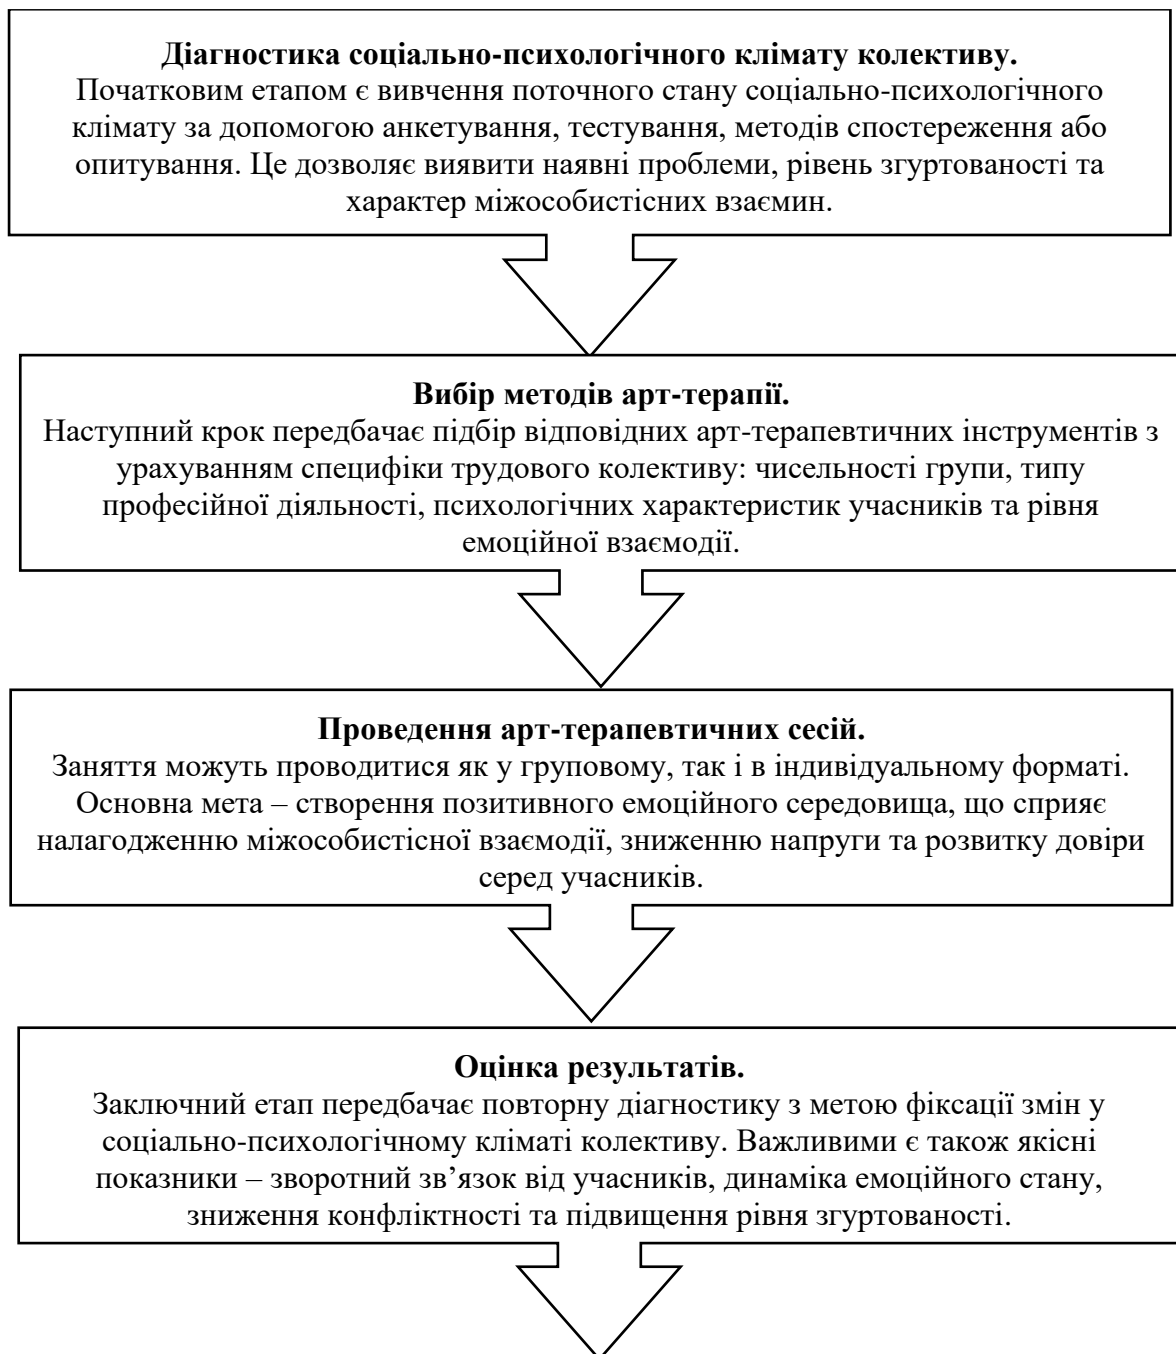 Діагностика соціально-психологічного клімату колективу.
Початковим етапом є вивчення поточного стану соціально-психологічного
клімату за допомогою анкетування, тестування, методів спостереження або
опитування. Це дозволяє виявити наявні проблеми, рівень згуртованості та
характер міжособистісних взаємин.
Вибір методів арт-терапії.
Наступний крок передбачає підбір відповідних арт-терапевтичних інструментів з
урахуванням специфіки трудового колективу: чисельності групи, типу
професійної діяльності, психологічних характеристик учасників та рівня
емоційної взаємодії.
Проведення арт-терапевтичних сесій.
Заняття можуть проводитися як у груповому, так і в індивідуальному форматі.
Основна мета – створення позитивного емоційного середовища, що сприяє
налагодженню міжособистісної взаємодії, зниженню напруги та розвитку довіри
серед учасників.
Оцінка результатів.
Заключний етап передбачає повторну діагностику з метою фіксації змін у
соціально-психологічному кліматі колективу. Важливими є також якісні
показники – зворотний зв’язок від учасників, динаміка емоційного стану,
зниження конфліктності та підвищення рівня згуртованості.